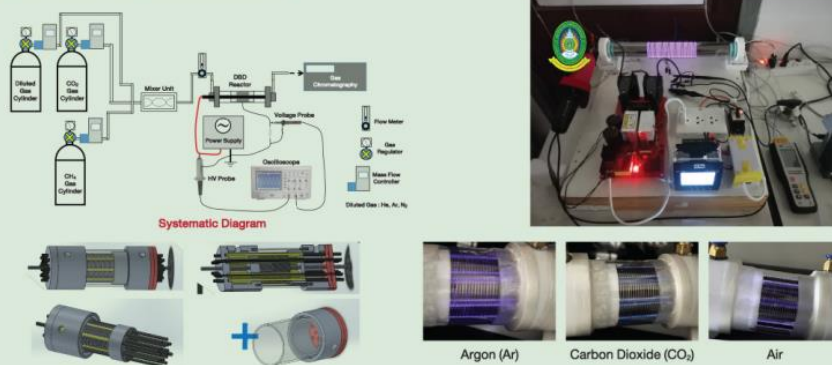 Diluted
Gas
Cylinder
CO₂
Gas
Cylinder
CH₄
Gas
Cylinder
Mixer Unit
DBD
Reactor
Gas
Chromatography
Voltage Probe
Power Supply
HV Probe
Oscilloscope
Flow Meter
Gas
Regulator
Mass Flow
Controller
Diluted Gas : He, Ar, N₂
Systematic Diagram
Argon (Ar)
Carbon Dioxide (CO₂)
Air